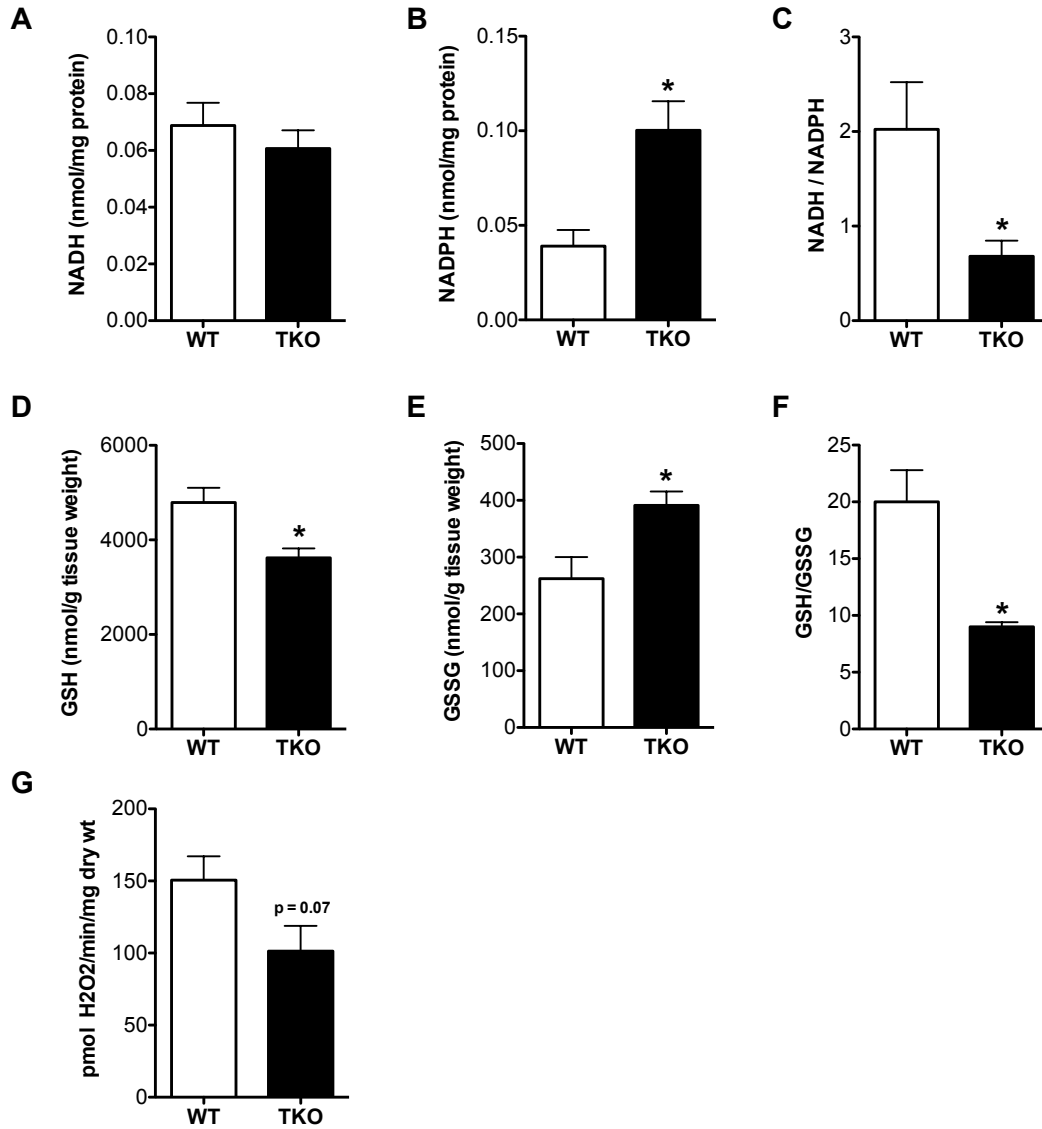 A
NADH (nmol/mg protein)
0.10
0.08
0.06
0.04
0.02
0.00
WT TKO
B
NADPH (nmol/mg protein)
0.15
0.10
0.05
0.00
*
WT TKO
C
NADH / NADPH
3
2
1
0
*
WT TKO
D
GSH (nmol/g tissue weight)
6000
4000
2000
0
*
WT TKO
E
GSSG (nmol/g tissue weight)
500
400
300
200
100
0
*
WT TKO
F
GSH/GSSG
25
20
15
10
5
0
*
WT TKO
G
pmol H2O2/min/mg dry wt
200
150
100
50
0
p = 0.07
WT TKO